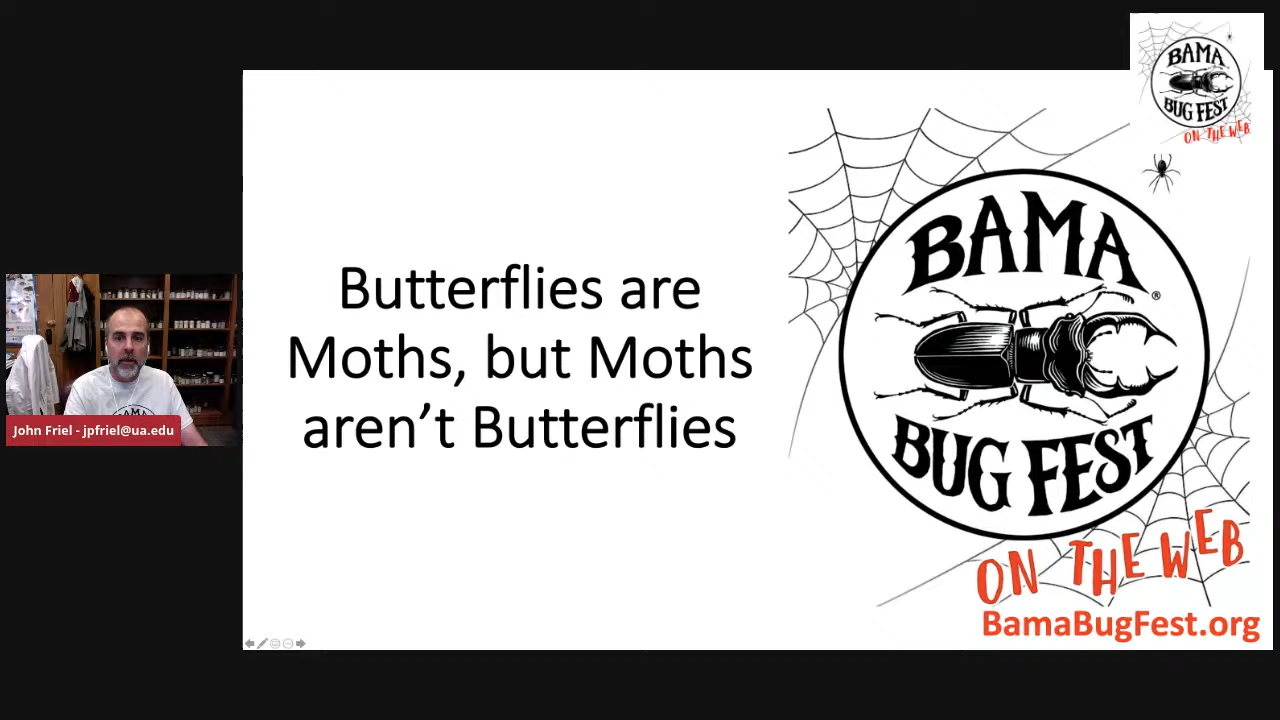 BAMA
BUG FEST
ON THE WEB
Butterflies are
Moths, but Moths
aren’t Butterflies
BAMA
®
BUG FEST
ON THE WEB
BamaBugFest.org
BAMA
John Friel - jpfriel@ua.edu